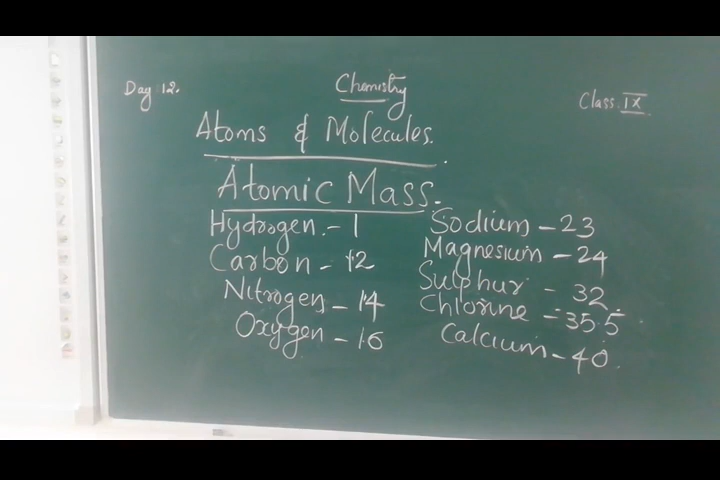 Day 12.
Chemistry
Class IX
Atoms & Molecules.
Atomic Mass.
Hydrogen.- 1
Carbon - 12
Nitrogen - 14
Oxygen - 16
Sodium - 23
Magnesium - 24
Sulphur - 32
Chlorine - 35.5
Calcium - 40.